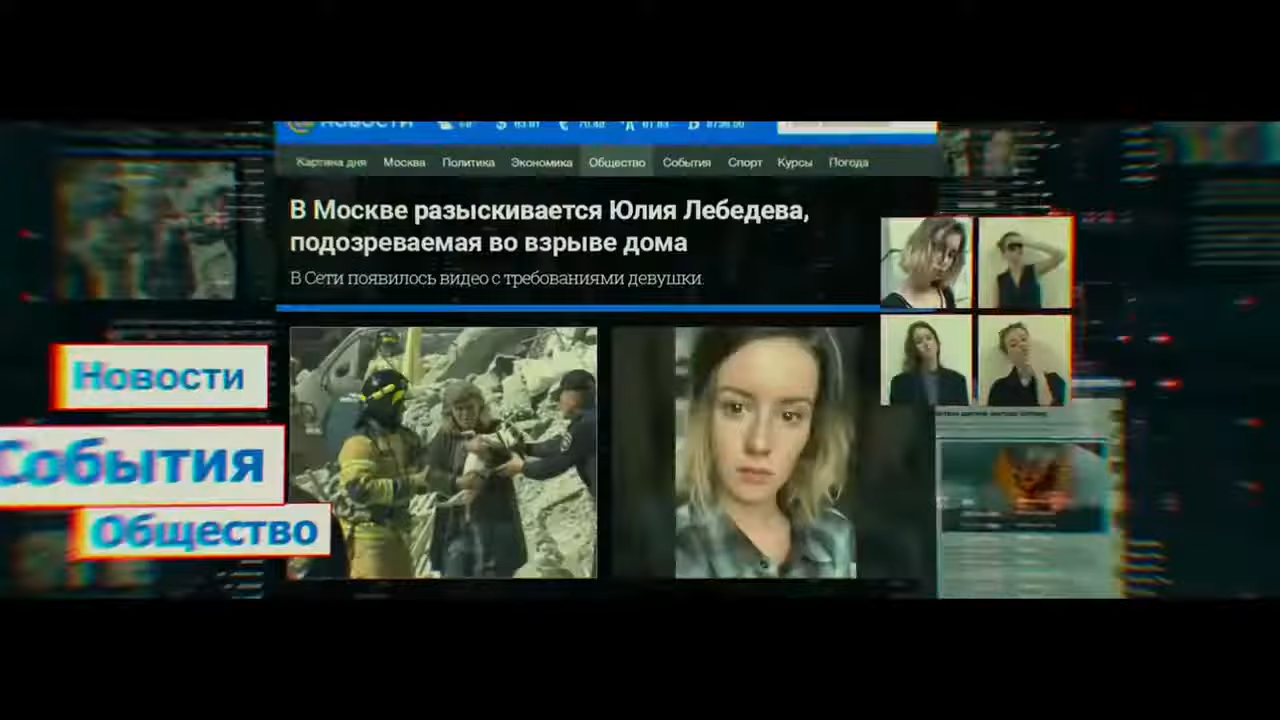 НОВОСТИ
Картина дня Москва Политика Экономика Общество События Спорт Курсы Погода
В Москве разыскивается Юлия Лебедева,
подозреваемая во взрыве дома
В Сети появилось видео с требованиями девушки.
Новости
События
Общество